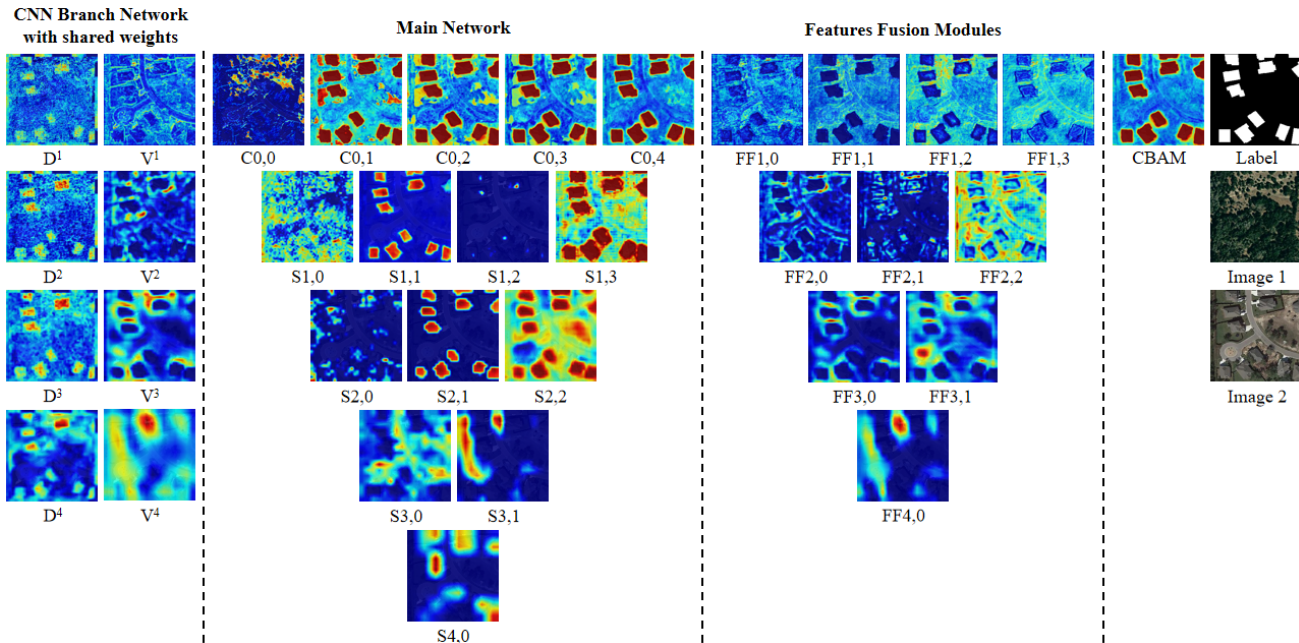 CNN Branch Network
with shared weights
Main Network
Features Fusion Modules
D¹ V¹ C0,0 C0,1 C0,2 C0,3 C0,4 FF1,0 FF1,1 FF1,2 FF1,3 CBAM Label
D² V² S1,0 S1,1 S1,2 S1,3 FF2,0 FF2,1 FF2,2 Image 1
D³ V³ S2,0 S2,1 S2,2 FF3,0 FF3,1 Image 2
D⁴ V⁴ S3,0 S3,1 FF4,0
S4,0